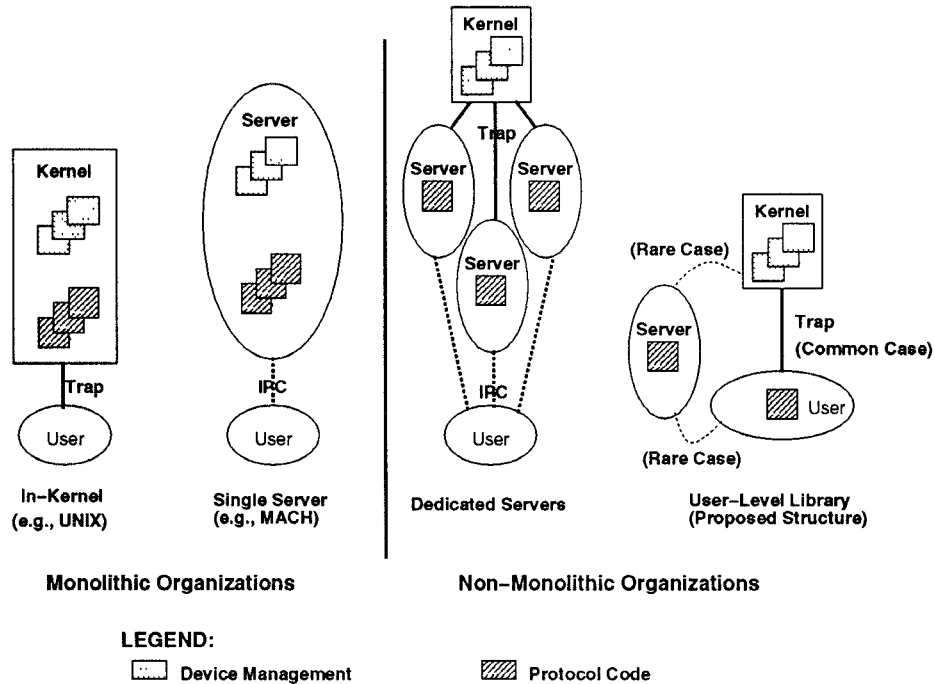 Kernel
Trap
User
In-Kernel
(e.g., UNIX)
Server
IPC
User
Single Server
(e.g., MACH)
Kernel
Trap
Server
Server
Server
IPC
User
Dedicated Servers
Kernel
(Rare Case)
Server
Trap
(Common Case)
User
(Rare Case)
User-Level Library
(Proposed Structure)
Monolithic Organizations
Non-Monolithic Organizations
LEGEND:
Device Management
Protocol Code